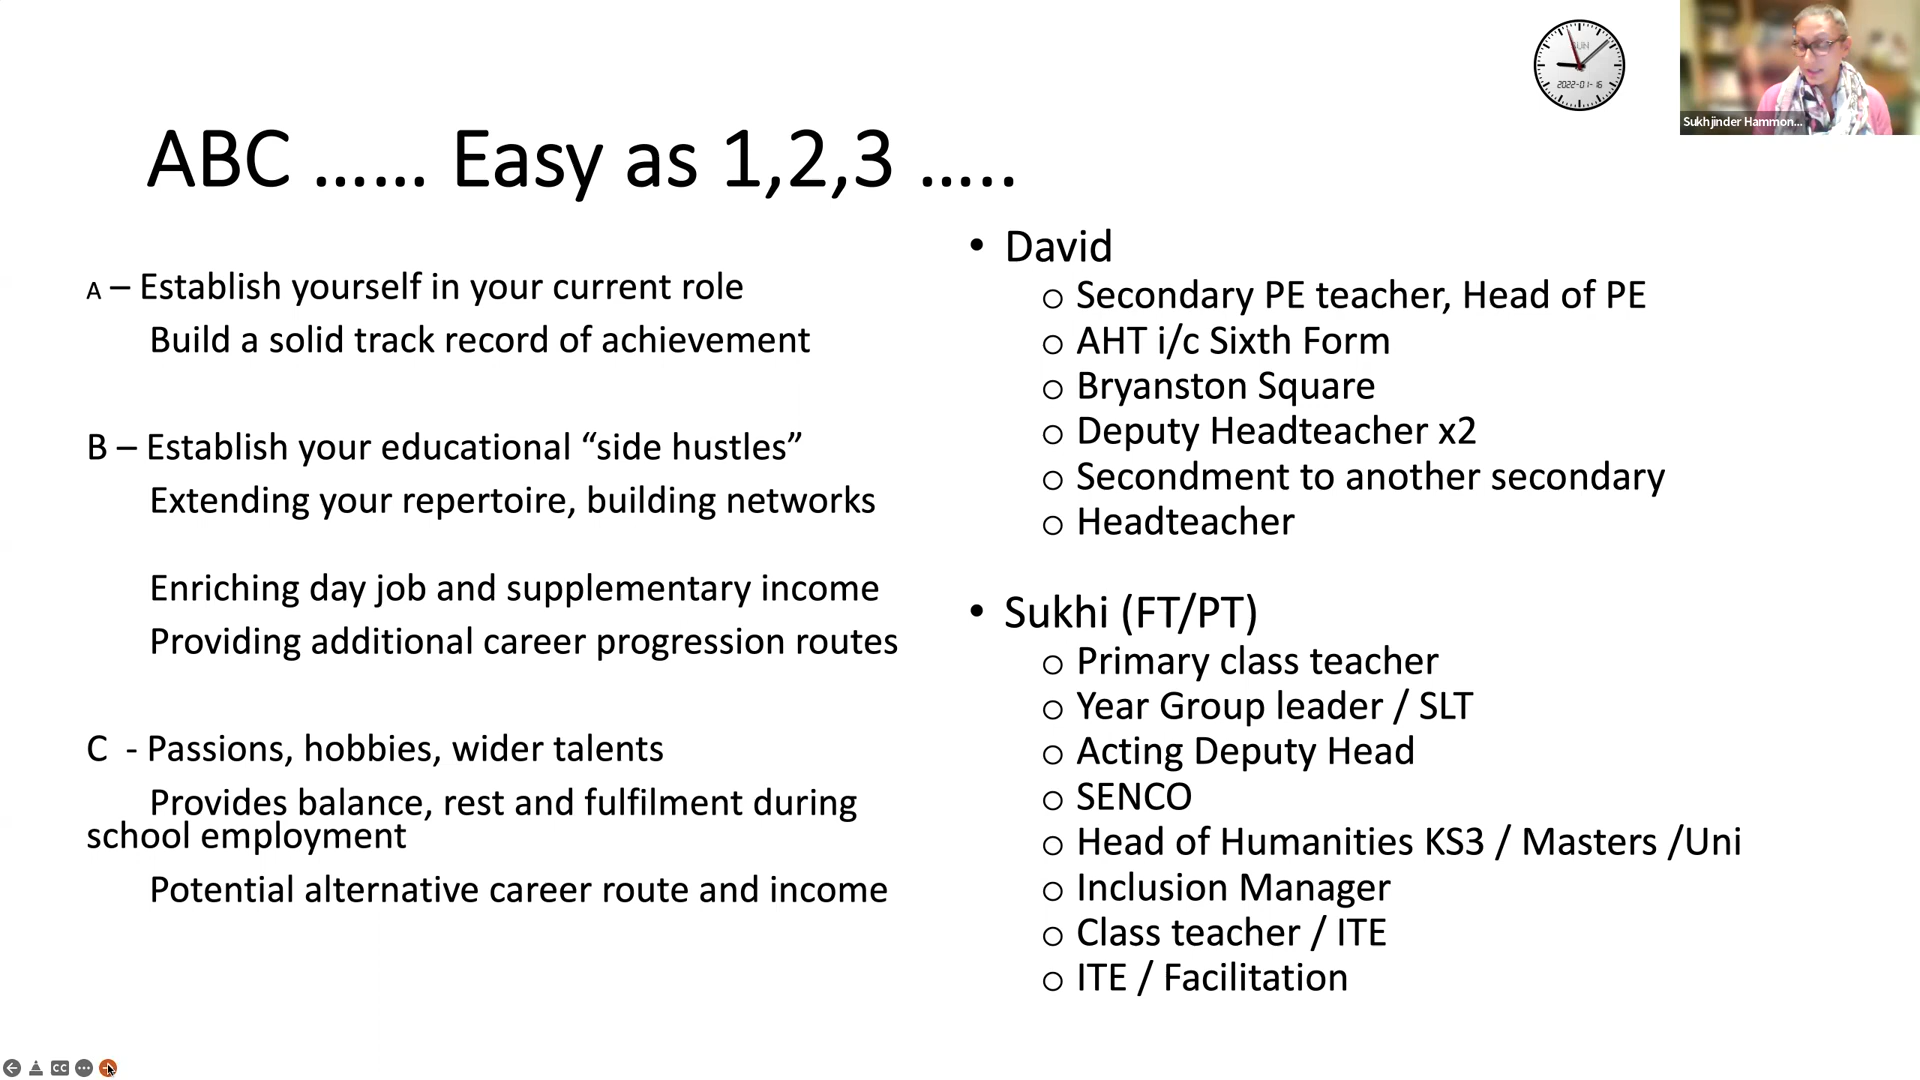 SUN
2022-01-16
Sukhjinder Hammon...
ABC ...... Easy as 1,2,3 .....
A – Establish yourself in your current role
Build a solid track record of achievement
B – Establish your educational “side hustles”
Extending your repertoire, building networks
Enriching day job and supplementary income
Providing additional career progression routes
C - Passions, hobbies, wider talents
Provides balance, rest and fulfilment during
school employment
Potential alternative career route and income
• David
o Secondary PE teacher, Head of PE
o AHT i/c Sixth Form
o Bryanston Square
o Deputy Headteacher x2
o Secondment to another secondary
o Headteacher
• Sukhi (FT/PT)
o Primary class teacher
o Year Group leader / SLT
o Acting Deputy Head
o SENCO
o Head of Humanities KS3 / Masters /Uni
o Inclusion Manager
o Class teacher / ITE
o ITE / Facilitation
CC